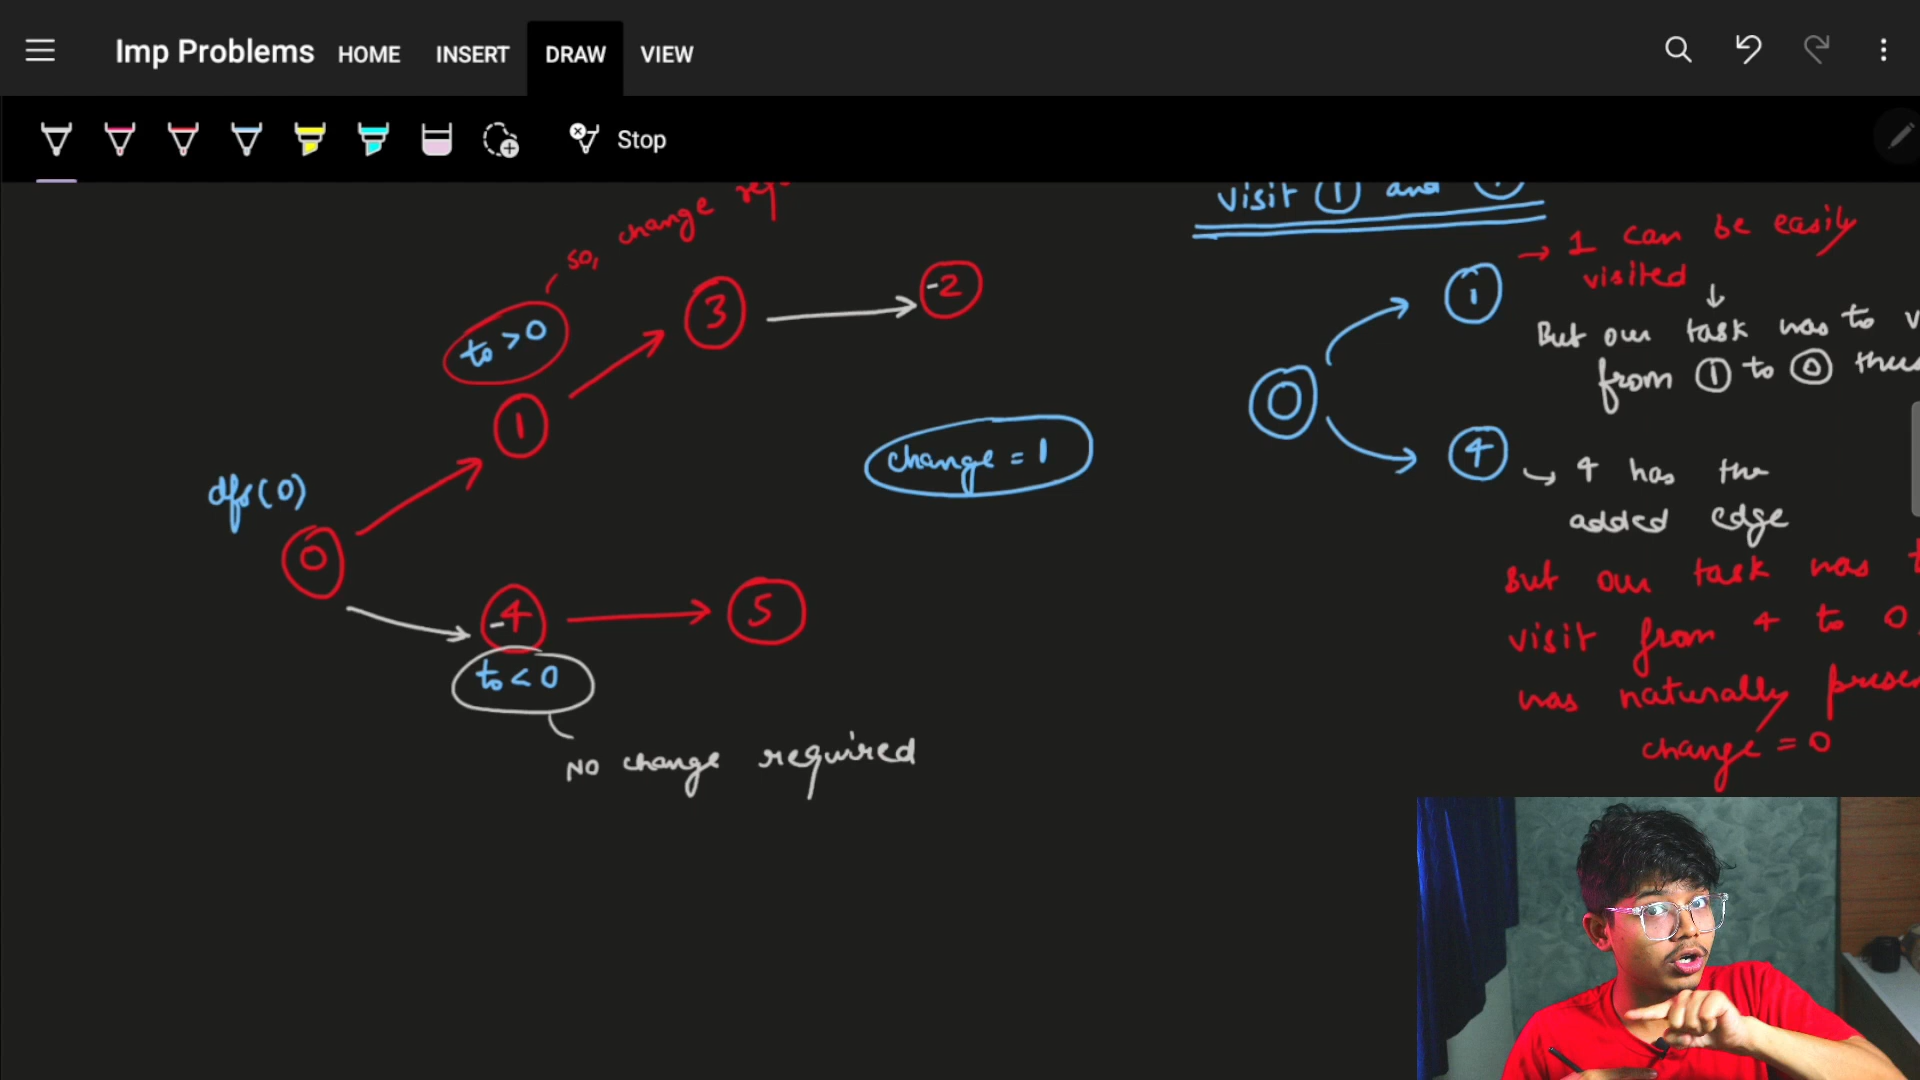 Imp Problems HOME INSERT DRAW VIEW
Stop
so, change
to > 0
3
-2
1
change = 1
dfs(0)
0
-4
5
to < 0
No change required
visit 1 and
1 → 1 can be easily
visited
↓
But our task was to
from 1 to 0 thus
0
4 → 4 has the
added edge
But our task was
visit from 4 to 0,
was naturally
change = 0